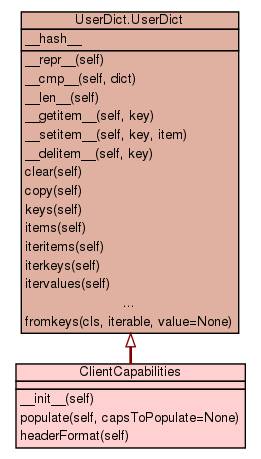 UserDict.UserDict
__hash__
__repr__(self)
__cmp__(self, dict)
__len__(self)
__getitem__(self, key)
__setitem__(self, key, item)
__delitem__(self, key)
clear(self)
copy(self)
keys(self)
items(self)
iteritems(self)
iterkeys(self)
itervalues(self)
...
fromkeys(cls, iterable, value=None)
ClientCapabilities
__init__(self)
populate(self, capsToPopulate=None)
headerFormat(self)